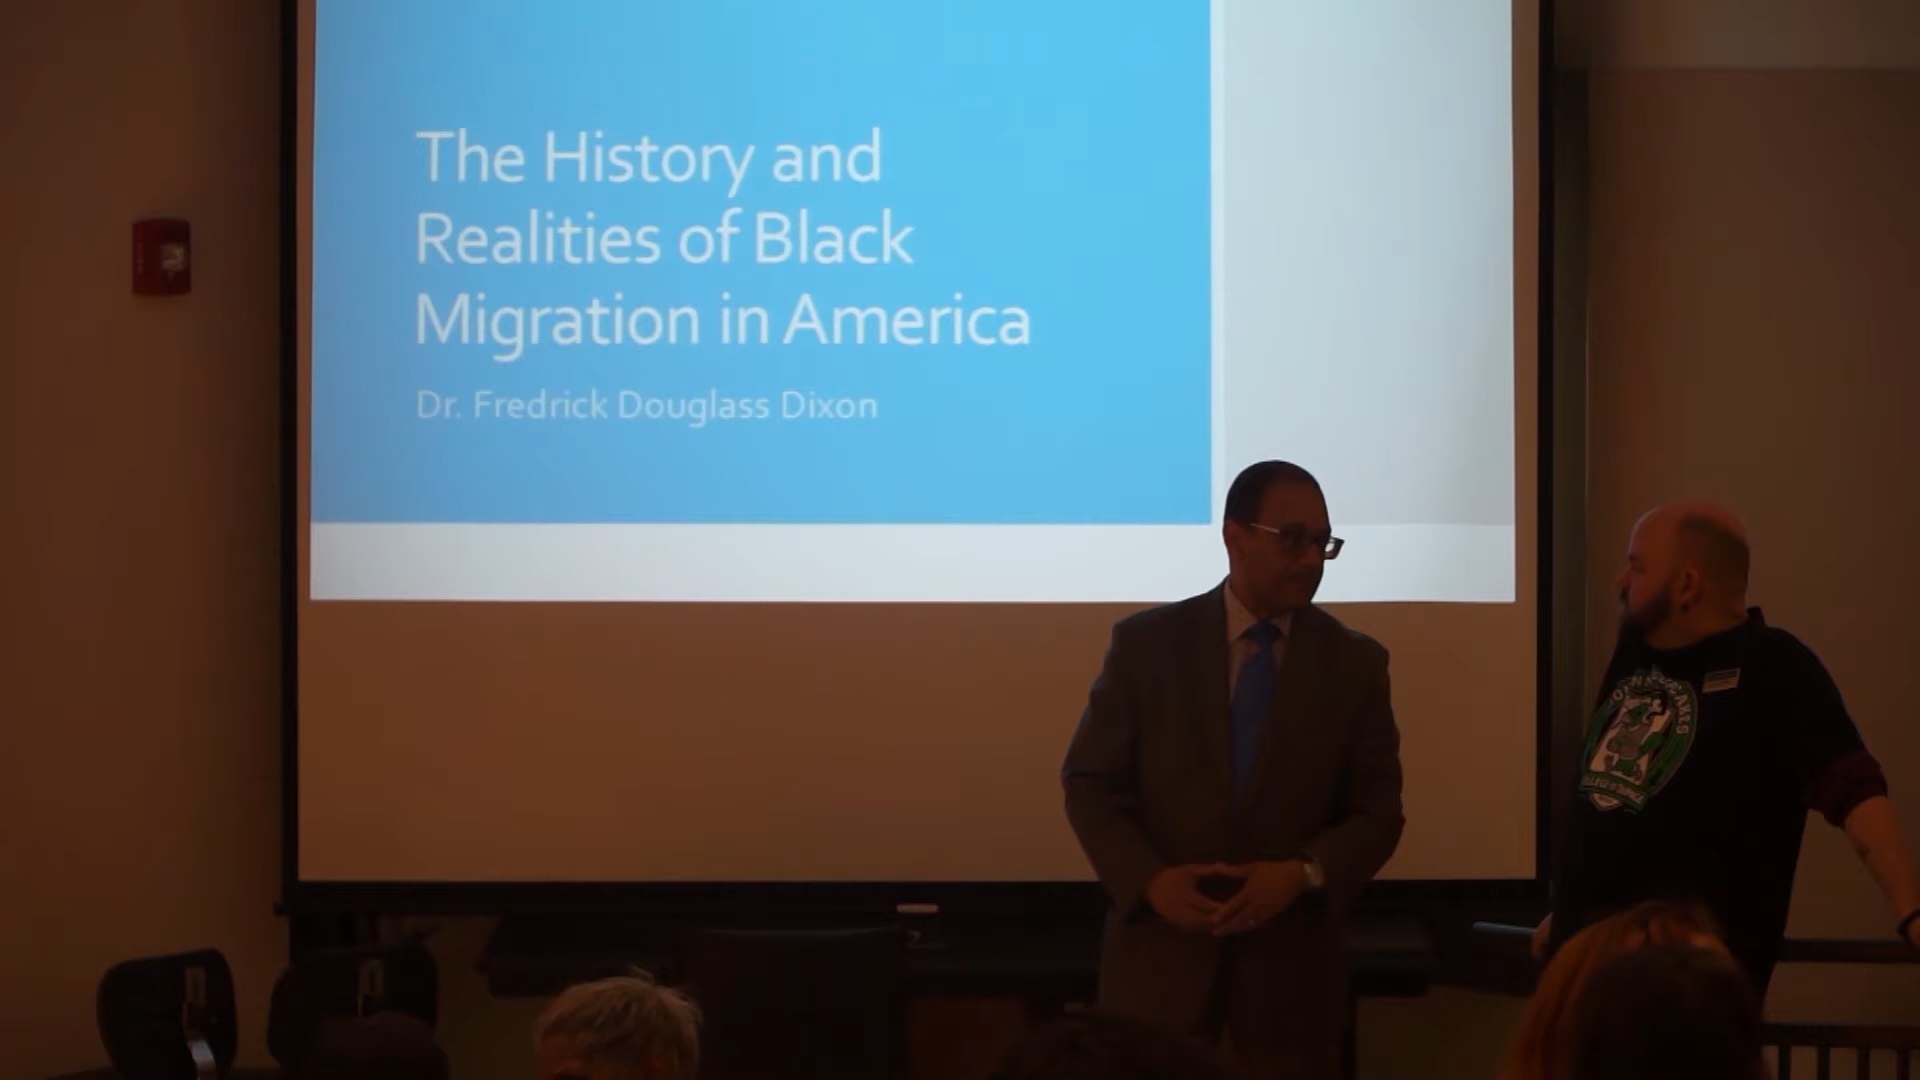 The History and
Realities of Black
Migration in America
Dr. Fredrick Douglass Dixon